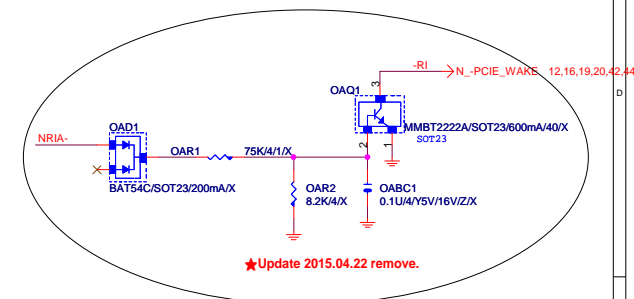 -RI
N_-PCIE_WAKE 12,16,19,20,42,44
3
OAQ1
D
MMBT2222A/SOT23/600mA/40/X
SOT23
OAD1
NRIA-
OAR1
75K/4/1/X
2
1
BAT54C/SOT23/200mA/X
OAR2
8.2K/4/X
OABC1
0.1U/4/Y5V/16V/Z/X
★Update 2015.04.22 remove.